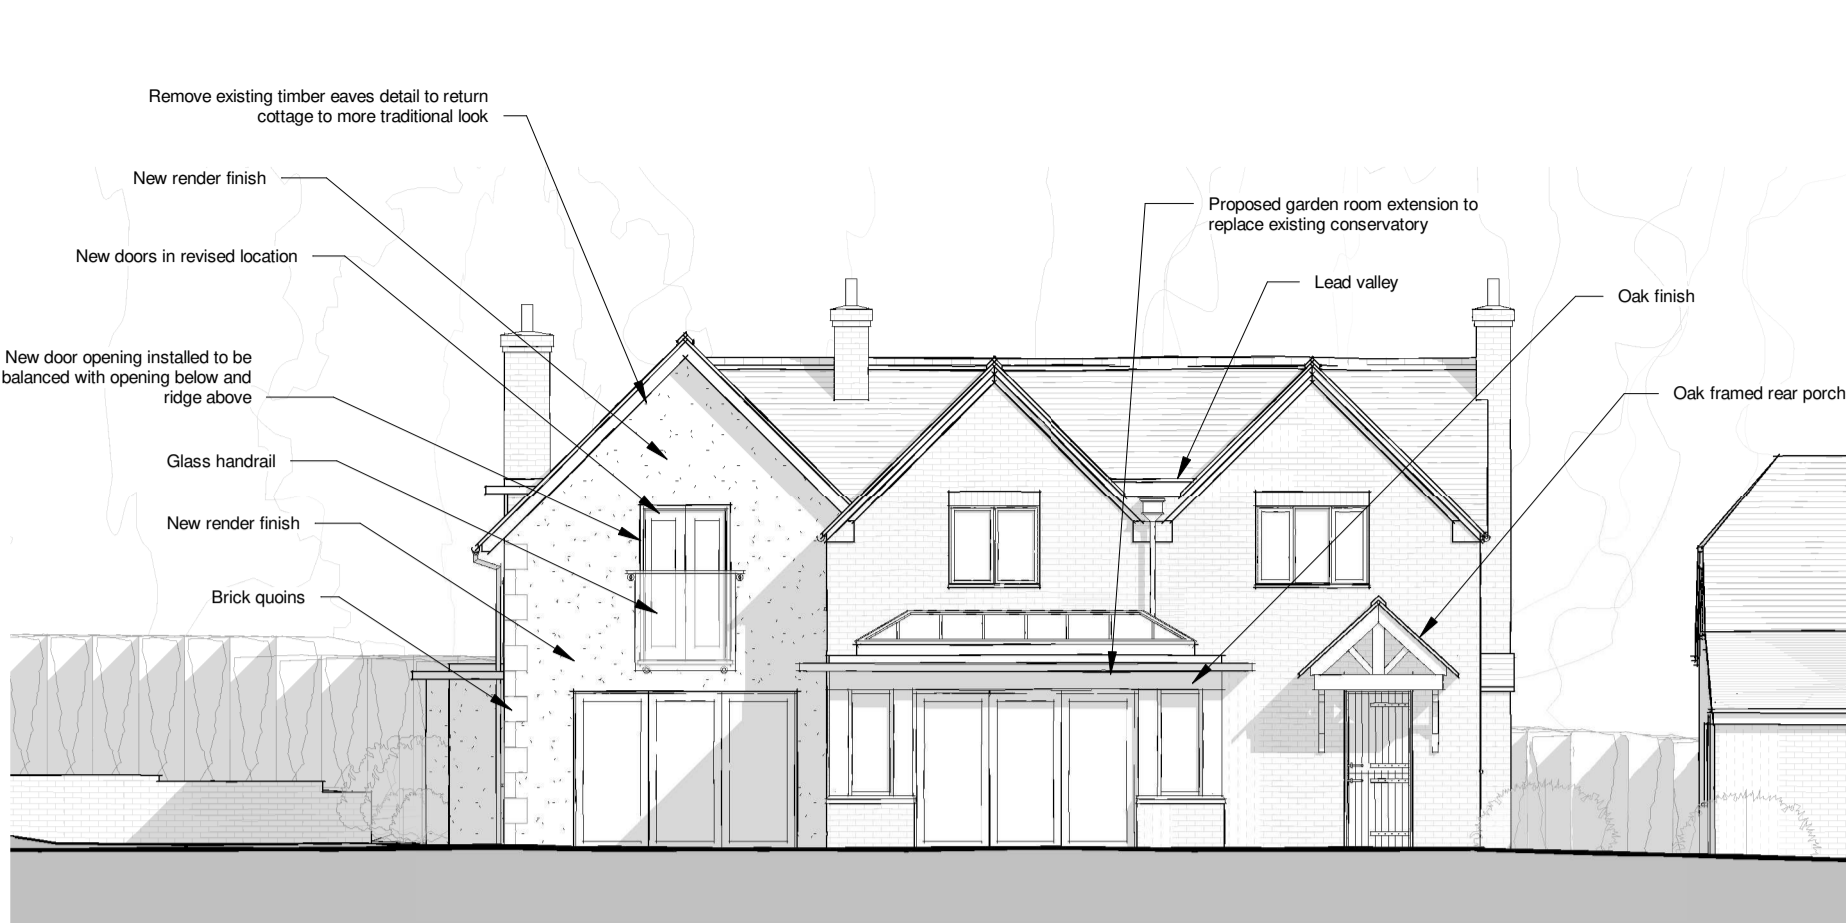 Remove existing timber eaves detail to return
cottage to more traditional look
New render finish
New doors in revised location
New door opening installed to be
balanced with opening below and
ridge above
Glass handrail
New render finish
Brick quoins
Proposed garden room extension to
replace existing conservatory
Lead valley
Oak finish
Oak framed rear porch